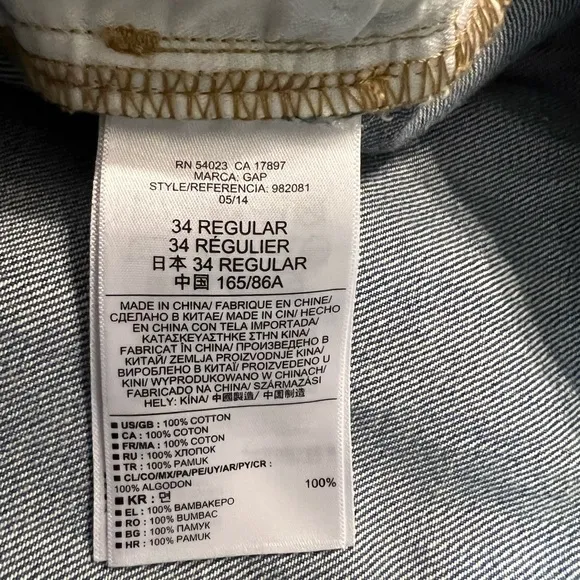 RN 54023 CA 17897
MARCA: GAP
STYLE/REFERENCIA: 982081
05/14
34 REGULAR
34 RÉGULIER
日本 34 REGULAR
中国 165/86A
MADE IN CHINA/ FABRIQUE EN CHINE/
СДЕЛАНО В КИТАЕ/ MADE IN CIN/ HECHO
EN CHINA CON TELA IMPORTADA/
ΚΑΤΑΣΚΕΥΑΣΤΗΚΕ ΣΤΗΝ ΚΙΝΑ/
FABRICAT ÎN CHINA/ ПРОИЗВЕДЕНО В
КИТАЙ/ ZEMLJA PROIZVODNJE KINA/
ВИРОБЛЕНО В КИТАЇ/ PROIZVEDENO U
KINI/ WYPRODUKOWANO W CHINACH/
FABRICADO NA CHINA/ SZÁRMAZÁSI
HELY: KÍNA/ 中國製造/ 中国制造
■ US/GB : 100% COTTON
■ CA : 100% COTTON
■ FR/MA : 100% COTON
■ RU : 100% ХЛОПОК
■ TR : 100% PAMUK
■ CL/CO/MX/PA/PE/UY/AR/PY/CR :
100% ALGODON 100%
■ KR : 면
■ EL : 100% ΒΑΜΒΑΚΕΡΟ
■ RO : 100% BUMBAC
■ BG : 100% ПАМУК
■ HR : 100% PAMUK